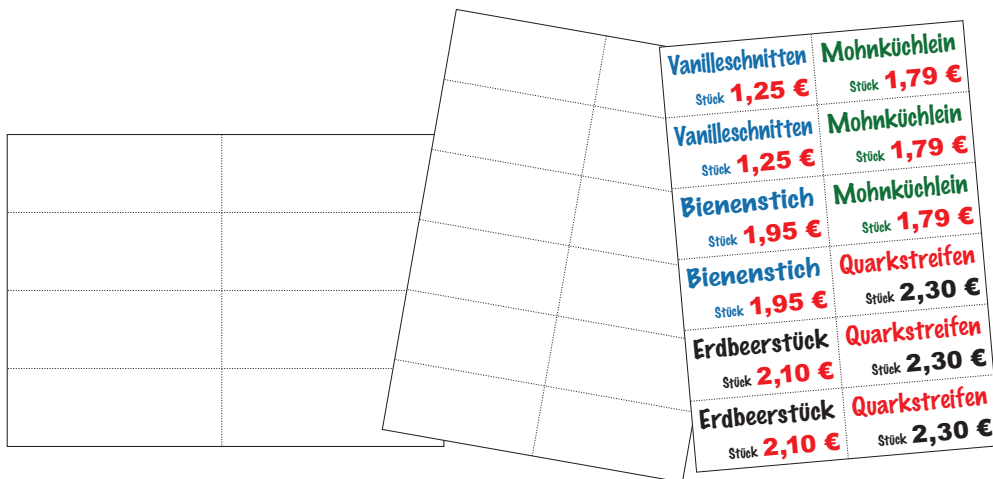 Vanilleschnitten
Stück 1,25 €
Mohnküchlein
Stück 1,79 €
Vanilleschnitten
Stück 1,25 €
Mohnküchlein
Stück 1,79 €
Bienenstich
Stück 1,95 €
Mohnküchlein
Stück 1,79 €
Bienenstich
Stück 1,95 €
Quarkstreifen
Stück 2,30 €
Erdbeerstück
Stück 2,10 €
Quarkstreifen
Stück 2,30 €
Erdbeerstück
Stück 2,10 €
Quarkstreifen
Stück 2,30 €